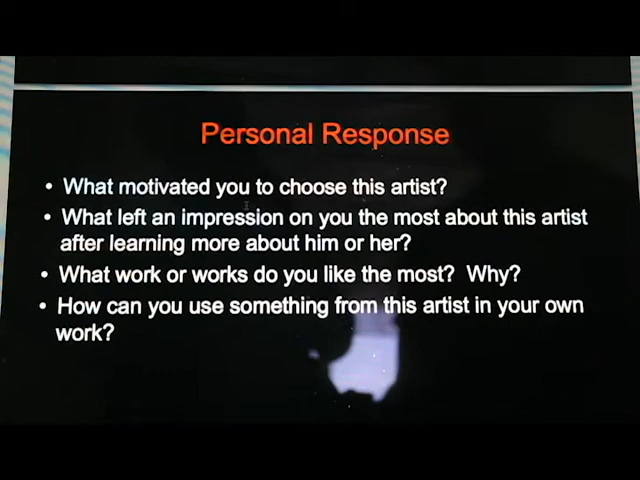 Personal Response
• What motivated you to choose this artist?
• What left an impression on you the most about this artist
after learning more about him or her?
• What work or works do you like the most?  Why?
• How can you use something from this artist in your own
work?